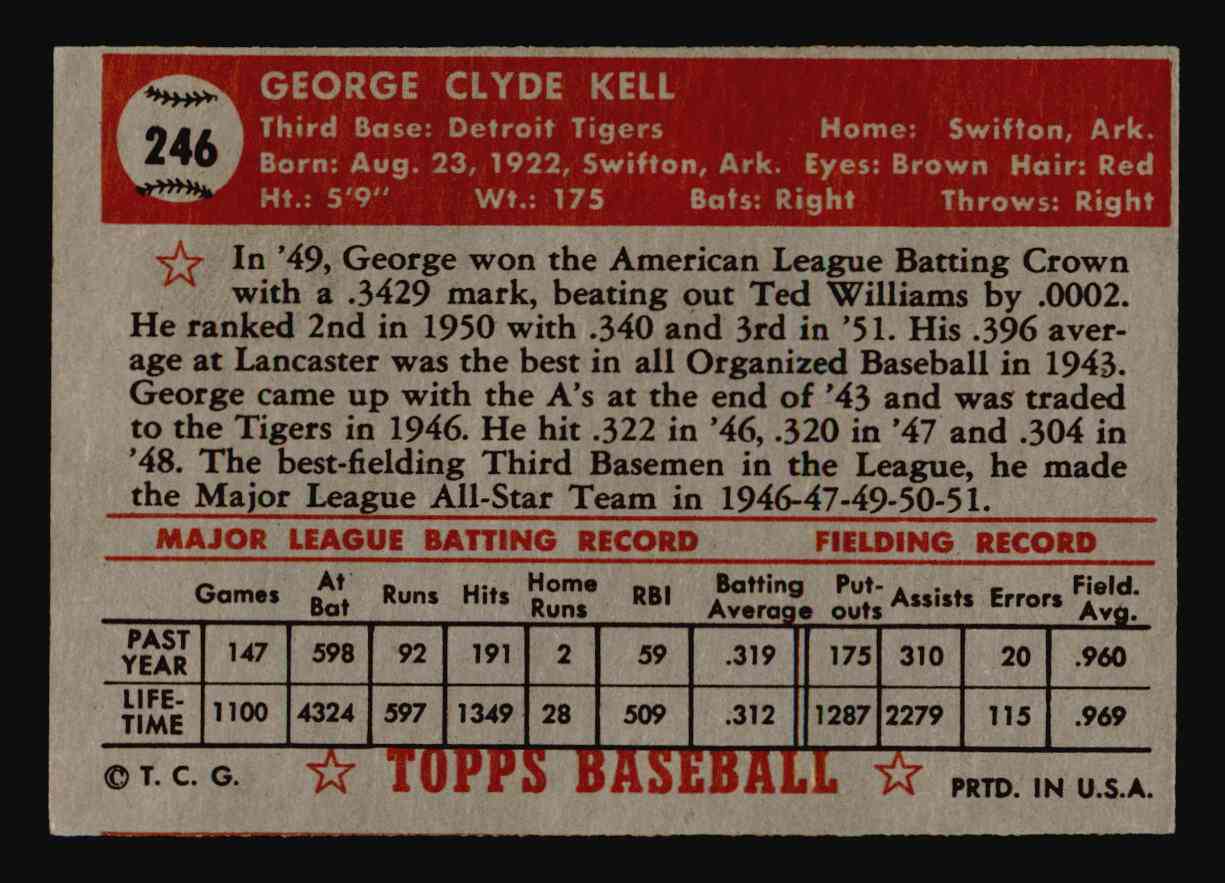 246
GEORGE CLYDE KELL
Third Base: Detroit Tigers Home: Swifton, Ark.
Born: Aug. 23, 1922, Swifton, Ark. Eyes: Brown Hair: Red
Ht.: 5'9" Wt.: 175 Bats: Right Throws: Right
In '49, George won the American League Batting Crown
with a .3429 mark, beating out Ted Williams by .0002.
He ranked 2nd in 1950 with .340 and 3rd in '51. His .396 aver-
age at Lancaster was the best in all Organized Baseball in 1943.
George came up with the A's at the end of '43 and was traded
to the Tigers in 1946. He hit .322 in '46, .320 in '47 and .304 in
'48. The best-fielding Third Basemen in the League, he made
the Major League All-Star Team in 1946-47-49-50-51.
MAJOR LEAGUE BATTING RECORD FIELDING RECORD
Games At Bat Runs Hits Home Runs RBI Batting Average Put-outs Assists Errors Field. Avg.
PAST YEAR 147 598 92 191 2 59 .319 175 310 20 .960
LIFE-TIME 1100 4324 597 1349 28 509 .312 1287 2279 115 .969
© T. C. G. TOPPS BASEBALL PRTD. IN U.S.A.